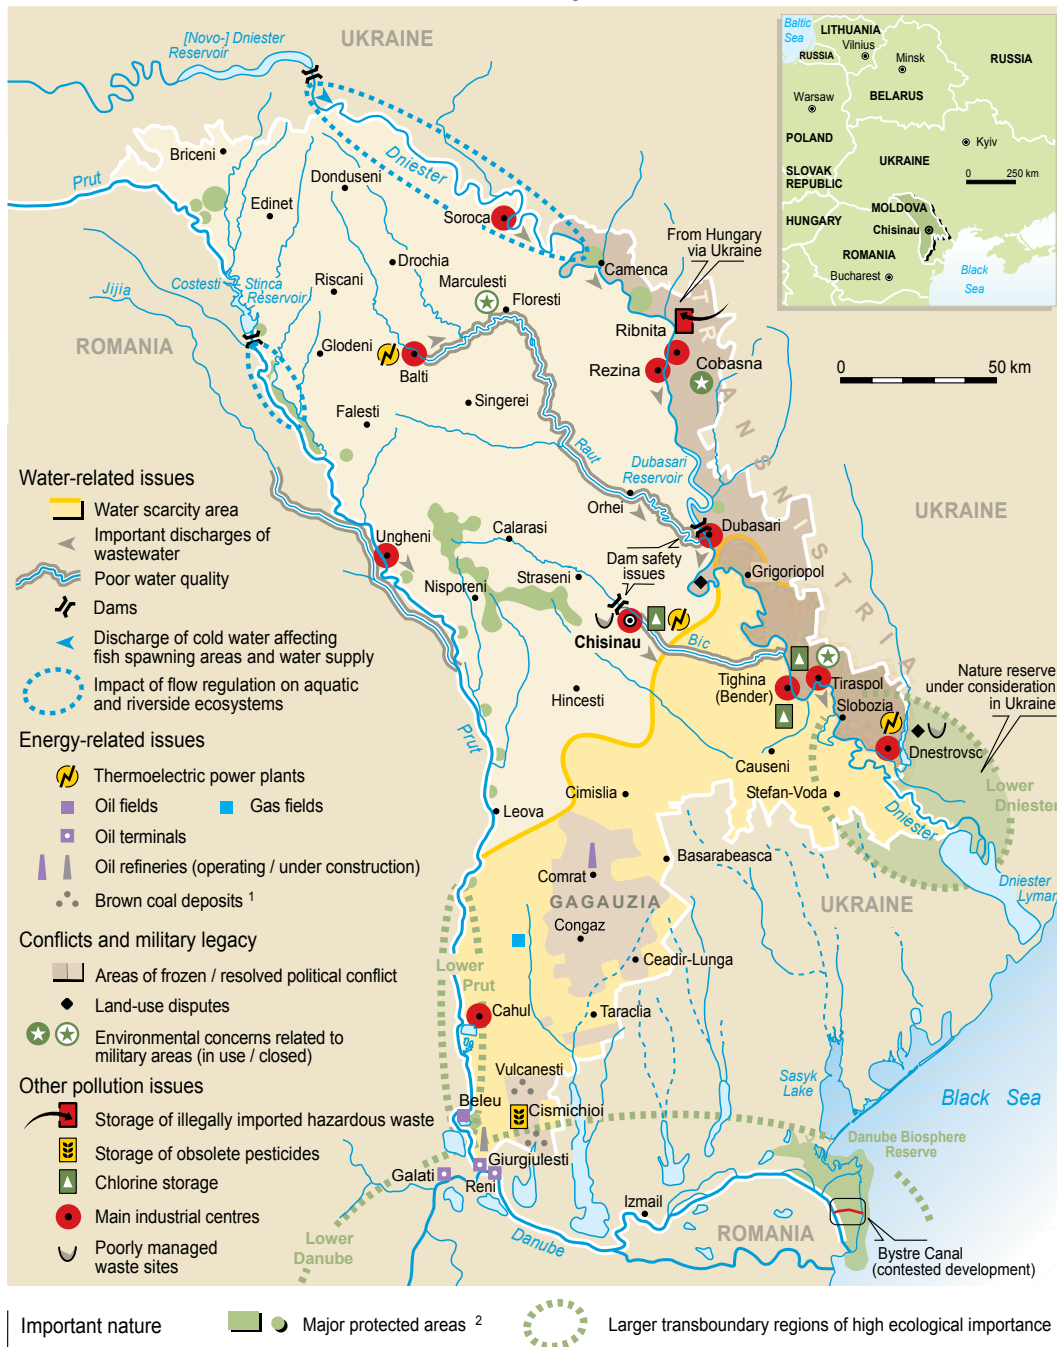 [Novo-] Dniester
Reservoir
UKRAINE
Baltic
Sea
LITHUANIA
Vilnius
RUSSIA
Minsk
RUSSIA
BELARUS
Warsaw
POLAND
Kyiv
UKRAINE
SLOVAK
REPUBLIC
0 250 km
HUNGARY
MOLDOVA
Chisinau
ROMANIA
Bucharest
Black
Sea
Briceni
Prut
Dniester
Donduseni
Edinet
Soroca
From Hungary
via Ukraine
Drochia
Camenca
Marculesti
Riscani
Floresti
Costesti - Stinca
Reservoir
Jijia
TRANSNISTRIA
Ribnita
ROMANIA
Glodeni
Balti
Rezina
Cobasna
0 50 km
Singerei
Falesti
Raut
Dubasari
Reservoir
Orhei
UKRAINE
Calarasi
Dubasari
Ungheni
Dam safety
issues
Straseni
Grigoriopol
Nisporeni
Chisinau
Bic
Nature reserve
under consideration
in Ukraine
Tighina
(Bender)
Tiraspol
Slobozia
Hincesti
Prut
Causeni
Dnestrovsc
Cimislia
Stefan-Voda
Lower
Dniester
Leova
Dniester
Basarabeasca
Dniester
Lyman
Comrat
GAGAUZIA
UKRAINE
Congaz
Ceadir-Lunga
Lower
Prut
Cahul
Taraclia
Vulcanesti
Sasyk
Lake
Black Sea
Beleu
Cismichioi
Danube Biosphere
Reserve
Giurgiulesti
Galati
Reni
Izmail
ROMANIA
Danube
Lower
Danube
Bystre Canal
(contested development)
Water-related issues
Water scarcity area
Important discharges of
wastewater
Poor water quality
Dams
Discharge of cold water affecting
fish spawning areas and water supply
Impact of flow regulation on aquatic
and riverside ecosystems
Energy-related issues
Thermoelectric power plants
Oil fields
Gas fields
Oil terminals
Oil refineries (operating / under construction)
Brown coal deposits 1
Conflicts and military legacy
Areas of frozen / resolved political conflict
Land-use disputes
Environmental concerns related to
military areas (in use / closed)
Other pollution issues
Storage of illegally imported hazardous waste
Storage of obsolete pesticides
Chlorine storage
Main industrial centres
Poorly managed
waste sites
Important nature
Major protected areas 2
Larger transboundary regions of high ecological importance